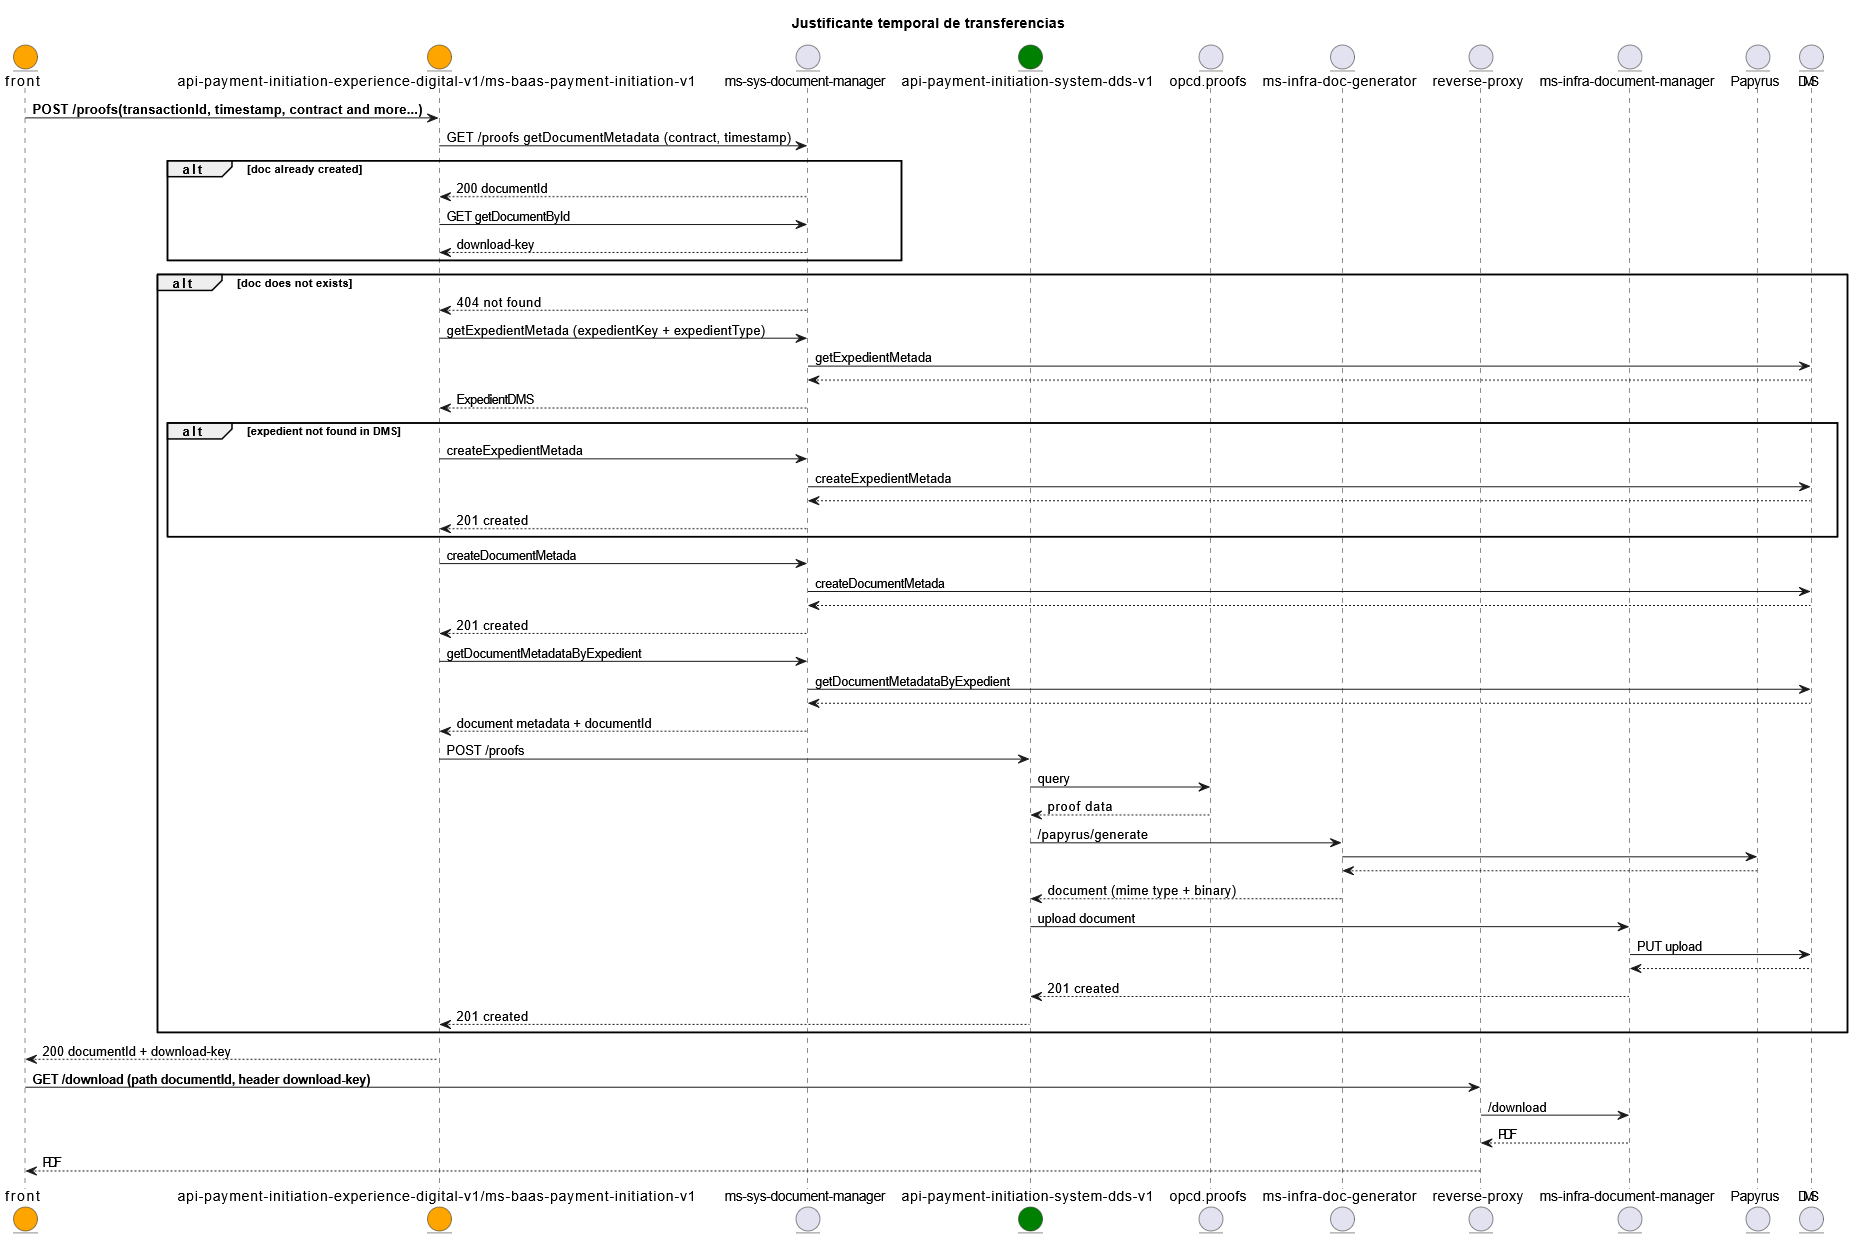 Justificante temporal de transferencias
front
api-payment-initiation-experience-digital-v1/ms-baas-payment-initiation-v1
ms-sys-document-manager
api-payment-initiation-system-dds-v1
opcd.proofs
ms-infra-doc-generator
reverse-proxy
ms-infra-document-manager
Papyrus
DMS
POST /proofs(transactionId, timestamp, contract and more...)
GET /proofs getDocumentMetadata (contract, timestamp)
alt [doc already created]
200 documentId
GET getDocumentById
download-key
alt [doc does not exists]
404 not found
getExpedientMetada (expedientKey + expedientType)
getExpedientMetada
ExpedientDMS
alt [expedient not found in DMS]
createExpedientMetada
createExpedientMetada
201 created
createDocumentMetada
createDocumentMetada
201 created
getDocumentMetadataByExpedient
getDocumentMetadataByExpedient
document metadata + documentId
POST /proofs
query
proof data
/papyrus/generate
document (mime type + binary)
upload document
PUT upload
201 created
201 created
200 documentId + download-key
GET /download (path documentId, header download-key)
/download
PDF
PDF
front
api-payment-initiation-experience-digital-v1/ms-baas-payment-initiation-v1
ms-sys-document-manager
api-payment-initiation-system-dds-v1
opcd.proofs
ms-infra-doc-generator
reverse-proxy
ms-infra-document-manager
Papyrus
DMS